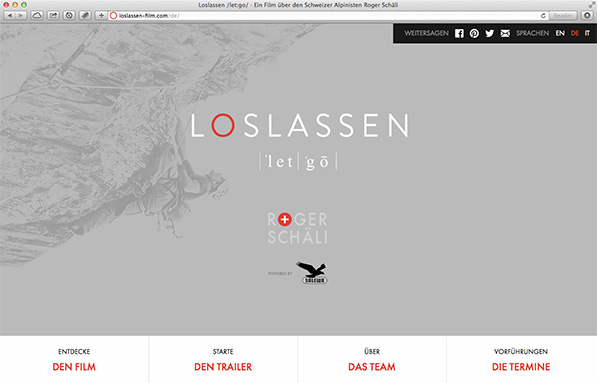 Loslassen /let:go/ - Ein Film über den Schweizer Alpinisten Roger Schäli
loslassen-film.com/de/
Reader
WEITERSAGEN SPRACHEN EN DE IT
LOSLASSEN
|'let|'gō|
ROGER
SCHÄLI
POWERED BY SALEWA
ENTDECKE
DEN FILM
STARTE
DEN TRAILER
ÜBER
DAS TEAM
VORFÜHRUNGEN
DIE TERMINE